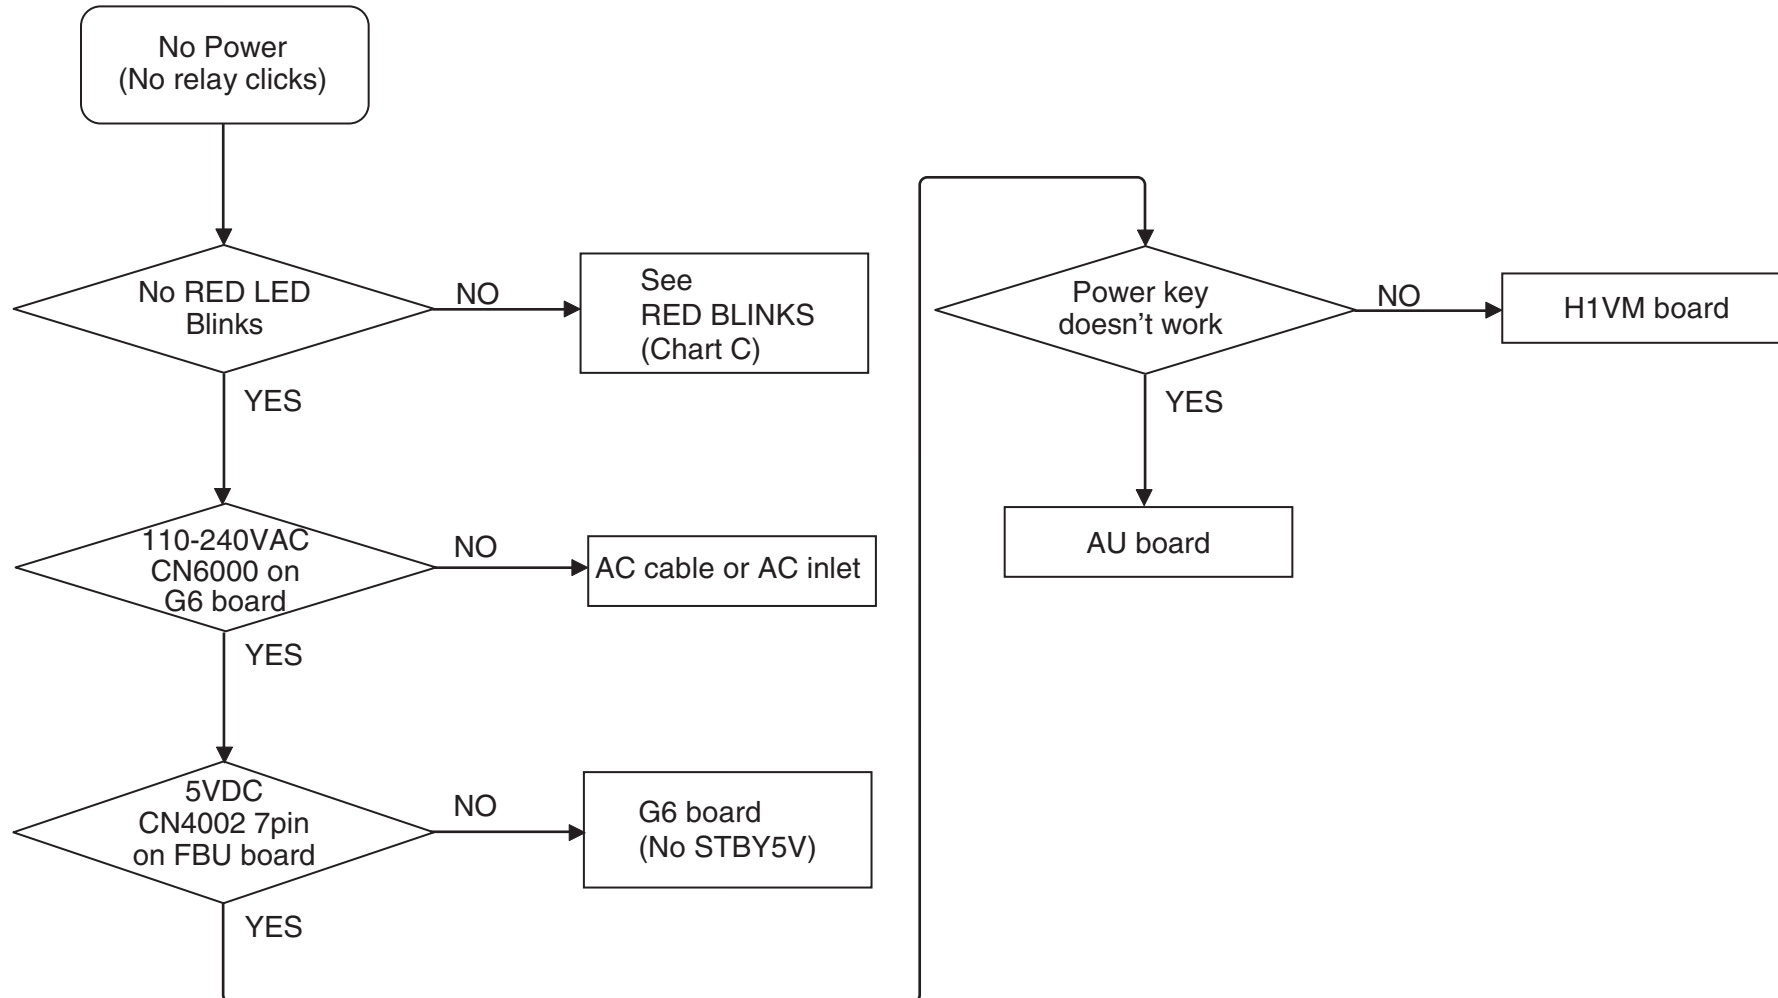 No Power
(No relay clicks)
No RED LED
Blinks
NO
See
RED BLINKS
(Chart C)
YES
110-240VAC
CN6000 on
G6 board
NO
AC cable or AC inlet
YES
5VDC
CN4002 7pin
on FBU board
NO
G6 board
(No STBY5V)
YES
Power key
doesn't work
NO
H1VM board
YES
AU board